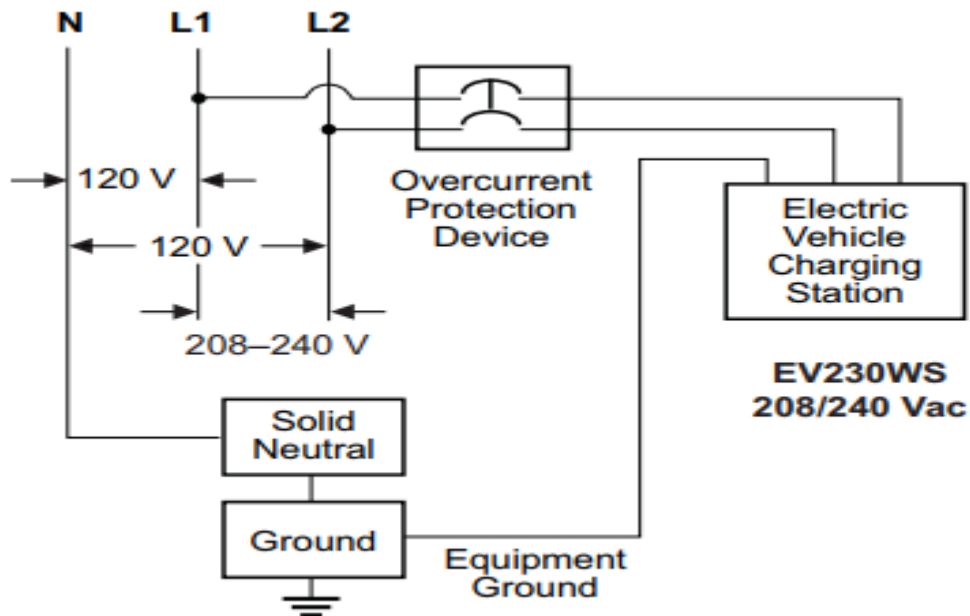 N L1 L2
120 V
120 V
208–240 V
Overcurrent
Protection
Device
Electric
Vehicle
Charging
Station
EV230WS
208/240 Vac
Solid
Neutral
Ground
Equipment
Ground